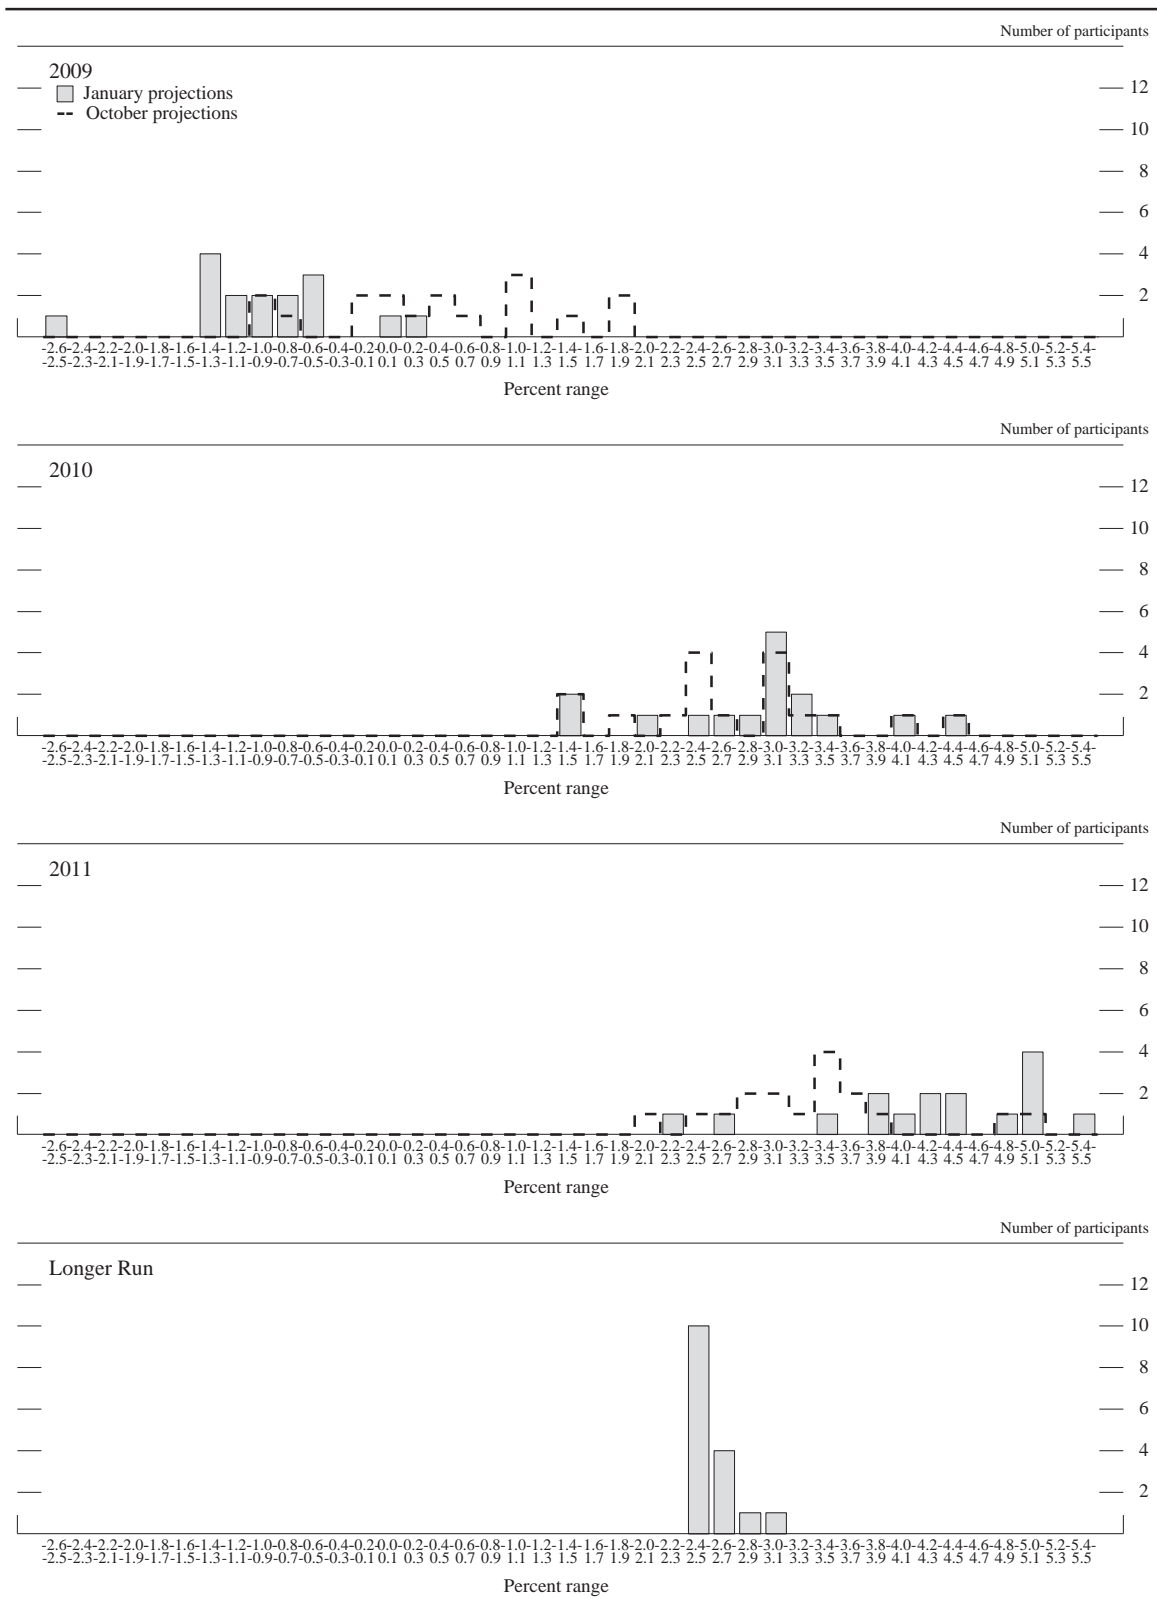 Number of participants
2009
January projections
October projections
12
10
8
6
4
2
-2.6- -2.4- -2.2- -2.0- -1.8- -1.6- -1.4- -1.2- -1.0- -0.8- -0.6- -0.4- -0.2- -0.0- 0.2- 0.4- 0.6- 0.8- 1.0- 1.2- 1.4- 1.6- 1.8- 2.0- 2.2- 2.4- 2.6- 2.8- 3.0- 3.2- 3.4- 3.6- 3.8- 4.0- 4.2- 4.4- 4.6- 4.8- 5.0- 5.2- 5.4-
-2.5 -2.3 -2.1 -1.9 -1.7 -1.5 -1.3 -1.1 -0.9 -0.7 -0.5 -0.3 -0.1 0.1 0.3 0.5 0.7 0.9 1.1 1.3 1.5 1.7 1.9 2.1 2.3 2.5 2.7 2.9 3.1 3.3 3.5 3.7 3.9 4.1 4.3 4.5 4.7 4.9 5.1 5.3 5.5
Percent range
Number of participants
2010
12
10
8
6
4
2
-2.6- -2.4- -2.2- -2.0- -1.8- -1.6- -1.4- -1.2- -1.0- -0.8- -0.6- -0.4- -0.2- -0.0- 0.2- 0.4- 0.6- 0.8- 1.0- 1.2- 1.4- 1.6- 1.8- 2.0- 2.2- 2.4- 2.6- 2.8- 3.0- 3.2- 3.4- 3.6- 3.8- 4.0- 4.2- 4.4- 4.6- 4.8- 5.0- 5.2- 5.4-
-2.5 -2.3 -2.1 -1.9 -1.7 -1.5 -1.3 -1.1 -0.9 -0.7 -0.5 -0.3 -0.1 0.1 0.3 0.5 0.7 0.9 1.1 1.3 1.5 1.7 1.9 2.1 2.3 2.5 2.7 2.9 3.1 3.3 3.5 3.7 3.9 4.1 4.3 4.5 4.7 4.9 5.1 5.3 5.5
Percent range
Number of participants
2011
12
10
8
6
4
2
-2.6- -2.4- -2.2- -2.0- -1.8- -1.6- -1.4- -1.2- -1.0- -0.8- -0.6- -0.4- -0.2- -0.0- 0.2- 0.4- 0.6- 0.8- 1.0- 1.2- 1.4- 1.6- 1.8- 2.0- 2.2- 2.4- 2.6- 2.8- 3.0- 3.2- 3.4- 3.6- 3.8- 4.0- 4.2- 4.4- 4.6- 4.8- 5.0- 5.2- 5.4-
-2.5 -2.3 -2.1 -1.9 -1.7 -1.5 -1.3 -1.1 -0.9 -0.7 -0.5 -0.3 -0.1 0.1 0.3 0.5 0.7 0.9 1.1 1.3 1.5 1.7 1.9 2.1 2.3 2.5 2.7 2.9 3.1 3.3 3.5 3.7 3.9 4.1 4.3 4.5 4.7 4.9 5.1 5.3 5.5
Percent range
Number of participants
Longer Run
12
10
8
6
4
2
-2.6- -2.4- -2.2- -2.0- -1.8- -1.6- -1.4- -1.2- -1.0- -0.8- -0.6- -0.4- -0.2- -0.0- 0.2- 0.4- 0.6- 0.8- 1.0- 1.2- 1.4- 1.6- 1.8- 2.0- 2.2- 2.4- 2.6- 2.8- 3.0- 3.2- 3.4- 3.6- 3.8- 4.0- 4.2- 4.4- 4.6- 4.8- 5.0- 5.2- 5.4-
-2.5 -2.3 -2.1 -1.9 -1.7 -1.5 -1.3 -1.1 -0.9 -0.7 -0.5 -0.3 -0.1 0.1 0.3 0.5 0.7 0.9 1.1 1.3 1.5 1.7 1.9 2.1 2.3 2.5 2.7 2.9 3.1 3.3 3.5 3.7 3.9 4.1 4.3 4.5 4.7 4.9 5.1 5.3 5.5
Percent range